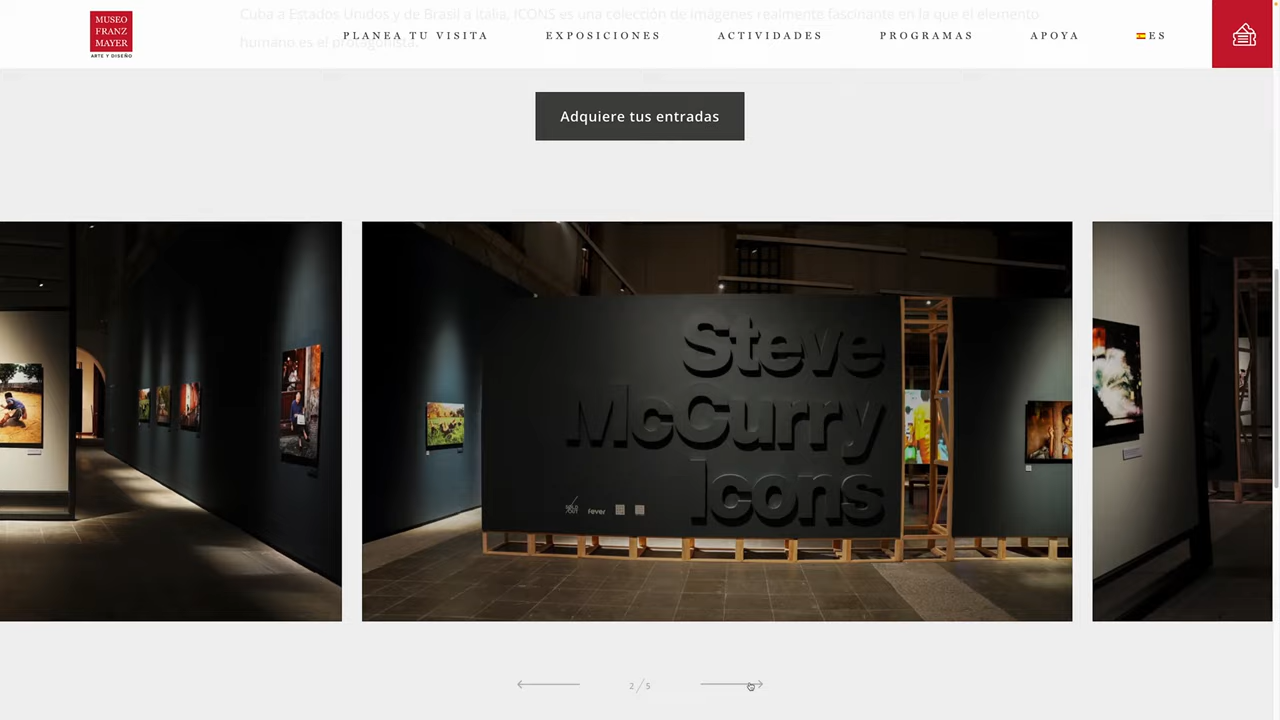 Cuba a Estados Unidos y de Brasil a Italia, ICONS es una colección de imágenes realmente fascinante en la que el elemento
humano es el protagonista.
MUSEO
FRANZ
MAYER
ARTE Y DISEÑO
PLANEA TU VISITA
EXPOSICIONES
ACTIVIDADES
PROGRAMAS
APOYA
ES
Adquiere tus entradas
Steve
McCurry
Icons
fever
2/5